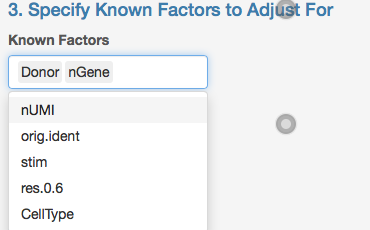 3. Specify Known Factors to Adjust For
Known Factors
Donor nGene
nUMI
orig.ident
stim
res.0.6
CellType